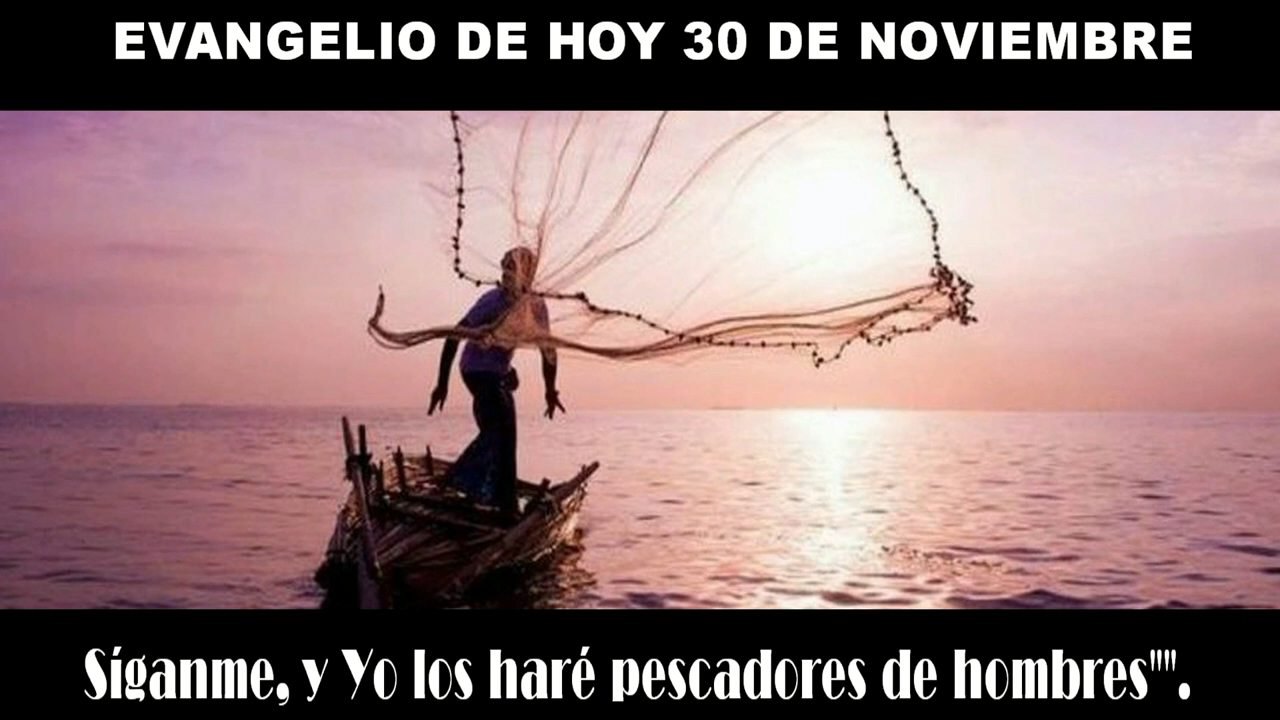 EVANGELIO DE HOY 30 DE NOVIEMBRE
Síganme, y Yo los haré pescadores de hombres"".